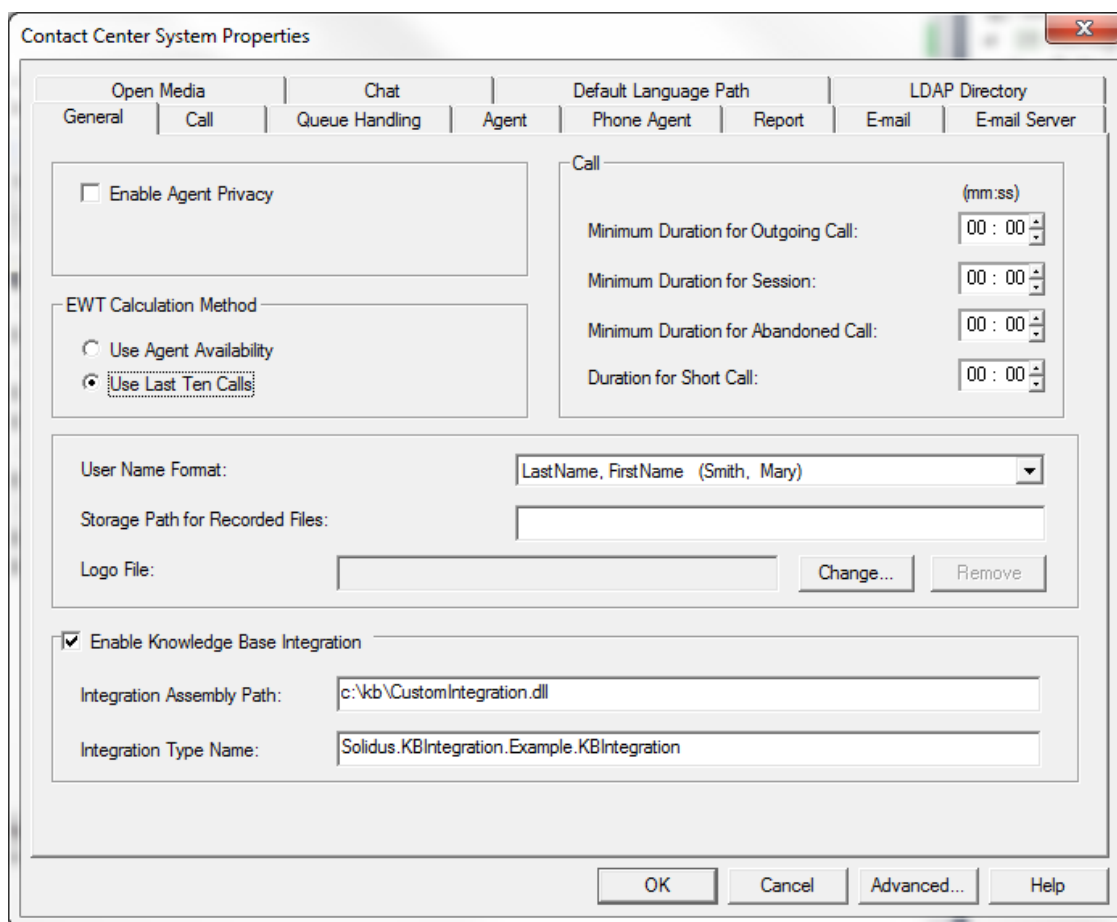 Contact Center System Properties
Open Media Chat Default Language Path LDAP Directory
General Call Queue Handling Agent Phone Agent Report E-mail E-mail Server
Enable Agent Privacy
EWT Calculation Method
Use Agent Availability
Use Last Ten Calls
Call
(mm:ss)
Minimum Duration for Outgoing Call: 00 : 00
Minimum Duration for Session: 00 : 00
Minimum Duration for Abandoned Call: 00 : 00
Duration for Short Call: 00 : 00
User Name Format: LastName, FirstName (Smith, Mary)
Storage Path for Recorded Files:
Logo File: Change... Remove
Enable Knowledge Base Integration
Integration Assembly Path: c:\kb\CustomIntegration.dll
Integration Type Name: Solidus.KBIntegration.Example.KBIntegration
OK Cancel Advanced... Help